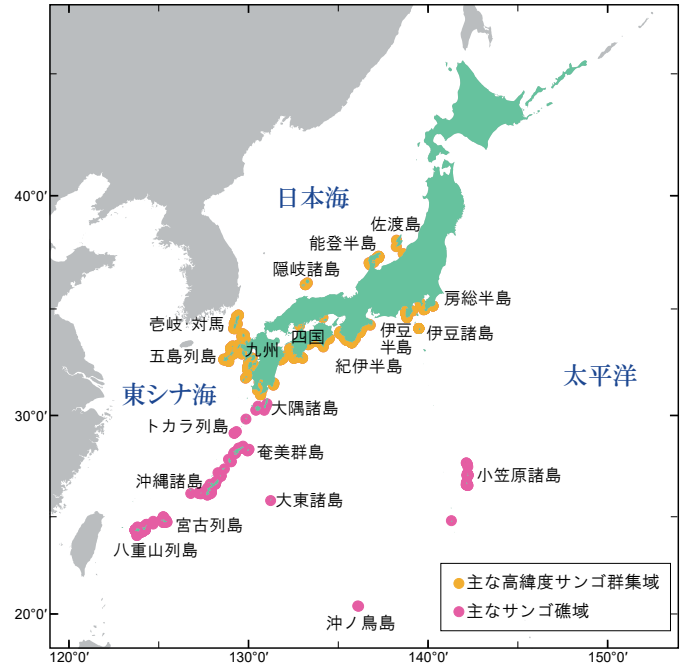 40°0′
日本海
佐渡島
能登半島
隠岐諸島
房総半島
壱岐・対馬
伊豆
半島
伊豆諸島
四国
九州
五島列島
紀伊半島
東シナ海
太平洋
30°0′
大隅諸島
トカラ列島
奄美群島
沖縄諸島
小笠原諸島
大東諸島
宮古列島
八重山列島
主な高緯度サンゴ群集域
主なサンゴ礁域
20°0′
沖ノ鳥島
120°0′
130°0′
140°0′
150°0′